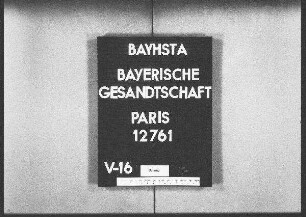 BAYHSTA
BAYERISCHE
GESANDTSCHAFT
PARIS
12761
V-16